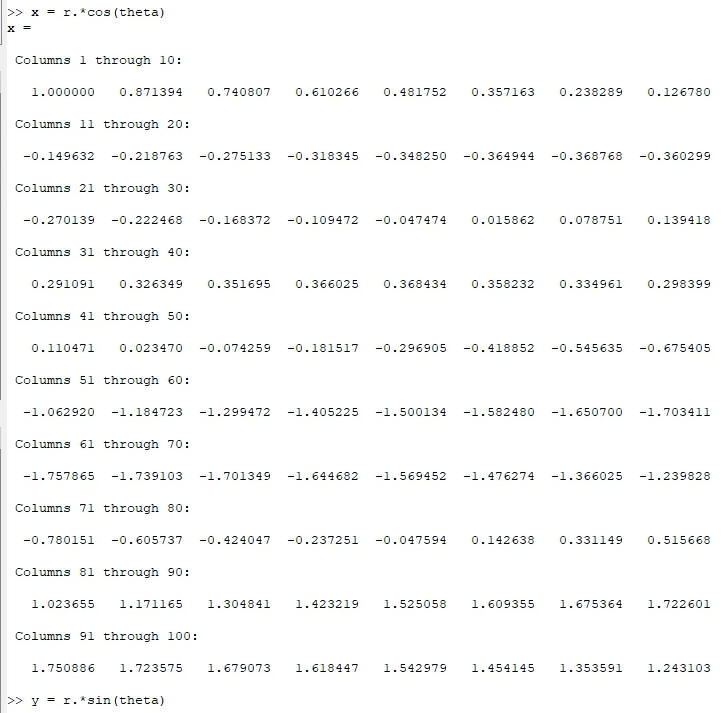 >> x = r.*cos(theta)
x =
Columns 1 through 10:
1.000000 0.871394 0.740807 0.610266 0.481752 0.357163 0.238289 0.126780
Columns 11 through 20:
-0.149632 -0.218763 -0.275133 -0.318345 -0.348250 -0.364944 -0.368768 -0.360299
Columns 21 through 30:
-0.270139 -0.222468 -0.168372 -0.109472 -0.047474 0.015862 0.078751 0.139418
Columns 31 through 40:
0.291091 0.326349 0.351695 0.366025 0.368434 0.358232 0.334961 0.298399
Columns 41 through 50:
0.110471 0.023470 -0.074259 -0.181517 -0.296905 -0.418852 -0.545635 -0.675405
Columns 51 through 60:
-1.062920 -1.184723 -1.299472 -1.405225 -1.500134 -1.582480 -1.650700 -1.703411
Columns 61 through 70:
-1.757865 -1.739103 -1.701349 -1.644682 -1.569452 -1.476274 -1.366025 -1.239828
Columns 71 through 80:
-0.780151 -0.605737 -0.424047 -0.237251 -0.047594 0.142638 0.331149 0.515668
Columns 81 through 90:
1.023655 1.171165 1.304841 1.423219 1.525058 1.609355 1.675364 1.722601
Columns 91 through 100:
1.750886 1.723575 1.679073 1.618447 1.542979 1.454145 1.353591 1.243103
>> y = r.*sin(theta)